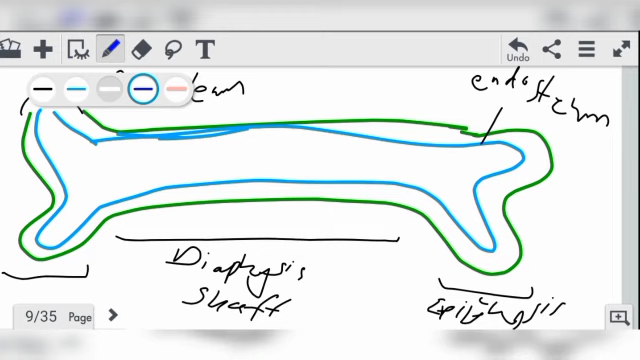 T
Undo
endosteum
Diaphysis
shaft
Epiphysis
9/35 Page